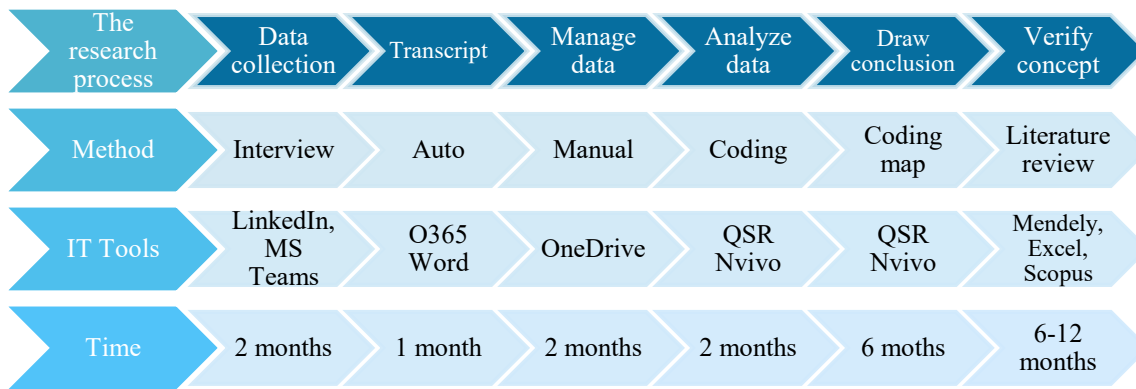 The
research
process
Data
collection
Transcript
Manage
data
Analyze
data
Draw
conclusion
Verify
concept
Method
Interview
Auto
Manual
Coding
Coding
map
Literature
review
IT Tools
LinkedIn,
MS
Teams
O365
Word
OneDrive
QSR
Nvivo
QSR
Nvivo
Mendely,
Excel,
Scopus
Time
2 months
1 month
2 months
2 months
6 moths
6-12
months